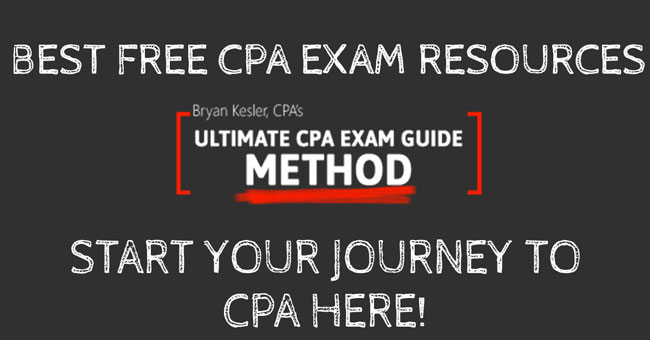 BEST FREE CPA EXAM RESOURCES
Bryan Kesler, CPA's
ULTIMATE CPA EXAM GUIDE
METHOD
START YOUR JOURNEY TO
CPA HERE!